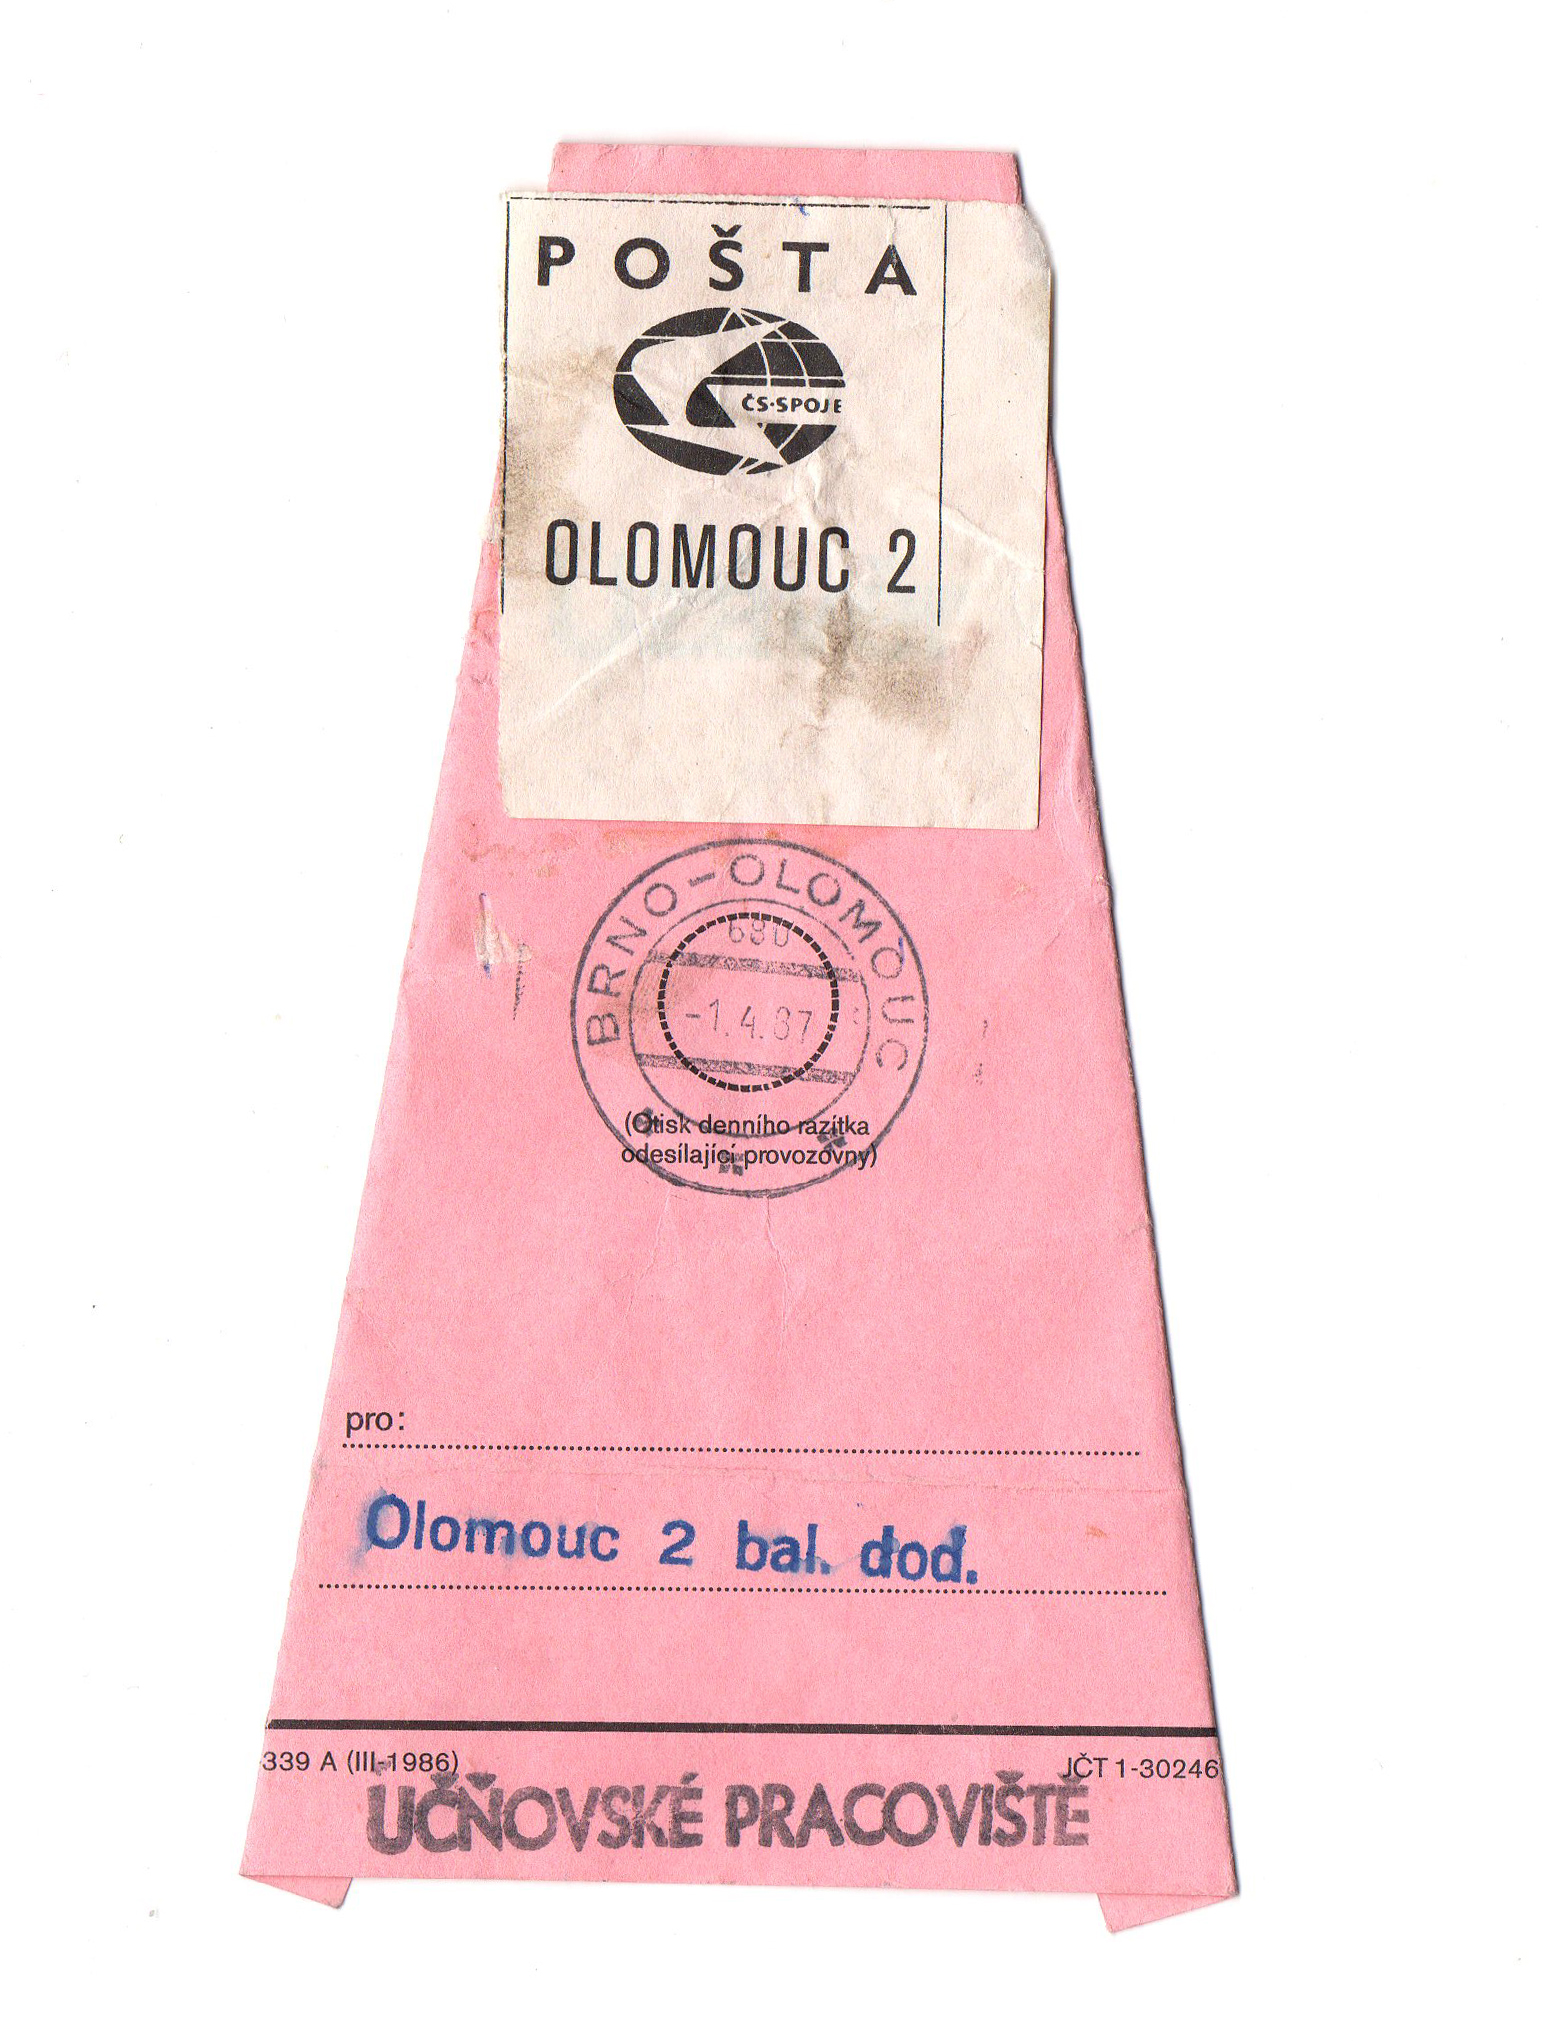 POŠTA
ČS·SPOJE
OLOMOUC 2
BRNO-OLOMOUC
680
-1.4.87
(Otisk denního razítka
odesílající provozovny)
pro:
Olomouc 2 bal. dod.
339 A (III-1986)
JČT 1-30246
UČŇOVSKÉ PRACOVIŠTĚ